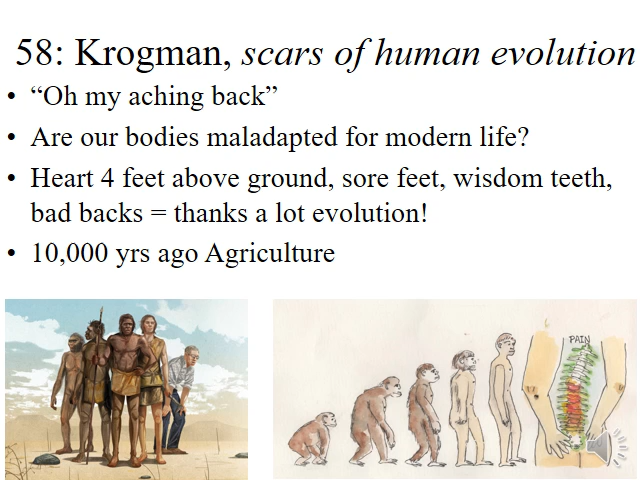 58: Krogman, scars of human evolution
• “Oh my aching back”
• Are our bodies maladapted for modern life?
• Heart 4 feet above ground, sore feet, wisdom teeth,
bad backs = thanks a lot evolution!
• 10,000 yrs ago Agriculture
PAIN